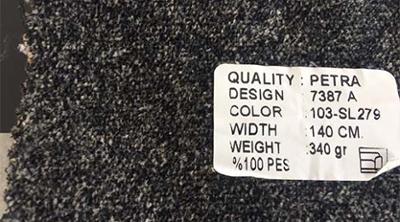 QUALITY : PETRA
DESIGN : 7387 A
COLOR : 103-SL279
WIDTH : 140 CM.
WEIGHT : 340 gr
%100 PES